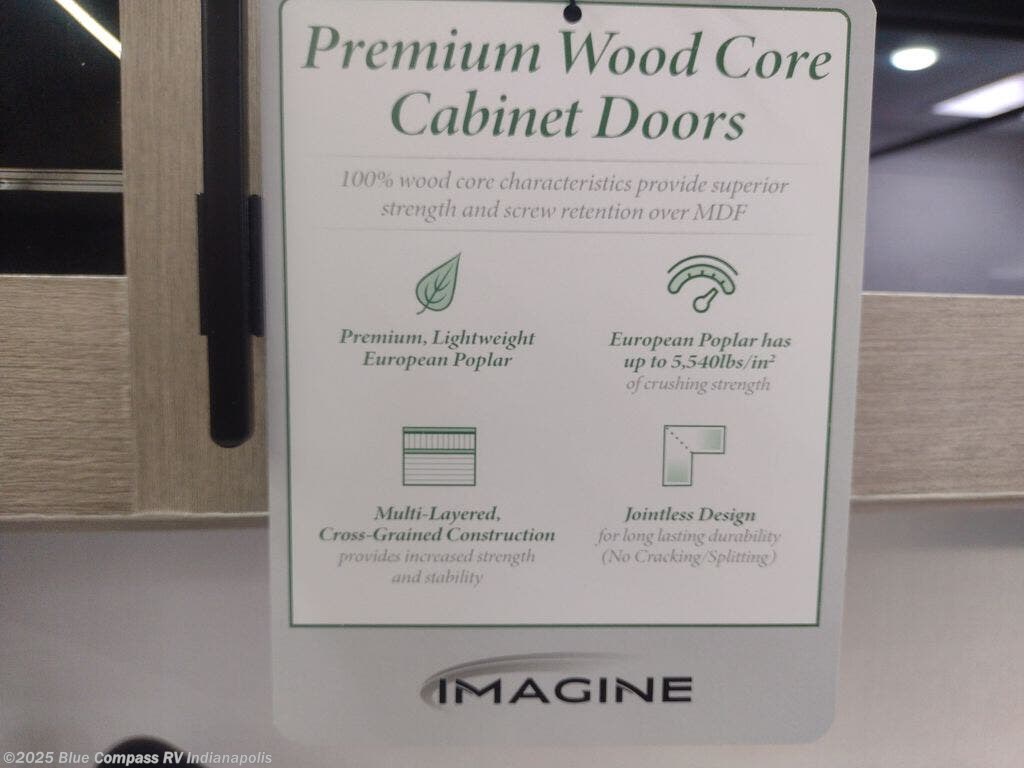 Premium Wood Core
Cabinet Doors
100% wood core characteristics provide superior
strength and screw retention over MDF
Premium, Lightweight
European Poplar
European Poplar has
up to 5,540lbs/in²
of crushing strength
Multi-Layered,
Cross-Grained Construction
provides increased strength
and stability
Jointless Design
for long lasting durability
(No Cracking/Splitting)
IMAGINE
©2025 Blue Compass RV Indianapolis